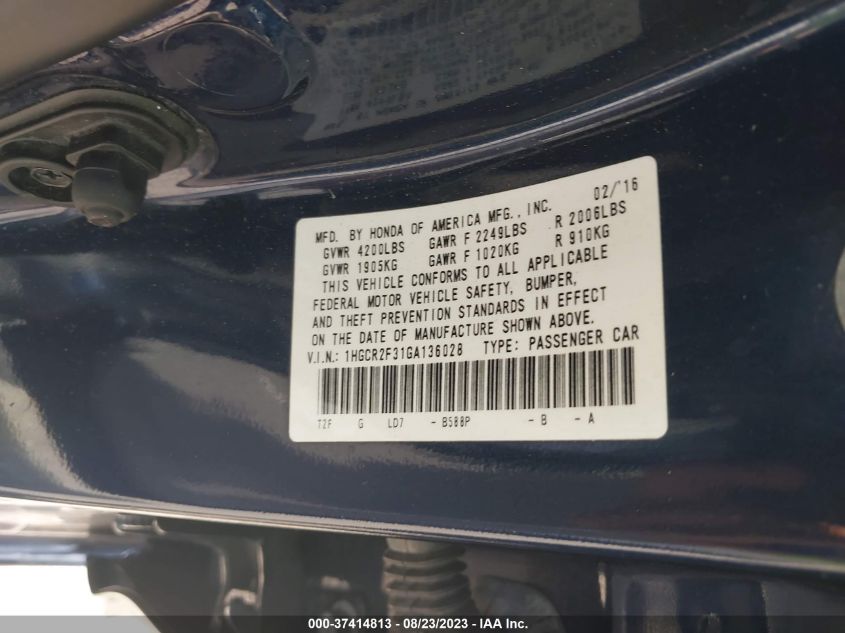 MFD. BY HONDA OF AMERICA MFG., INC. 02/'16
GVWR 4200LBS GAWR F 2249LBS R 2006LBS
GVWR 1905KG GAWR F 1020KG R 910KG
THIS VEHICLE CONFORMS TO ALL APPLICABLE
FEDERAL MOTOR VEHICLE SAFETY, BUMPER,
AND THEFT PREVENTION STANDARDS IN EFFECT
ON THE DATE OF MANUFACTURE SHOWN ABOVE.
V.I.N.: 1HGCR2F31GA136028 TYPE: PASSENGER CAR
T2F G LD7 - B588P - B - A
000-37414813 - 08/23/2023 - IAA Inc.